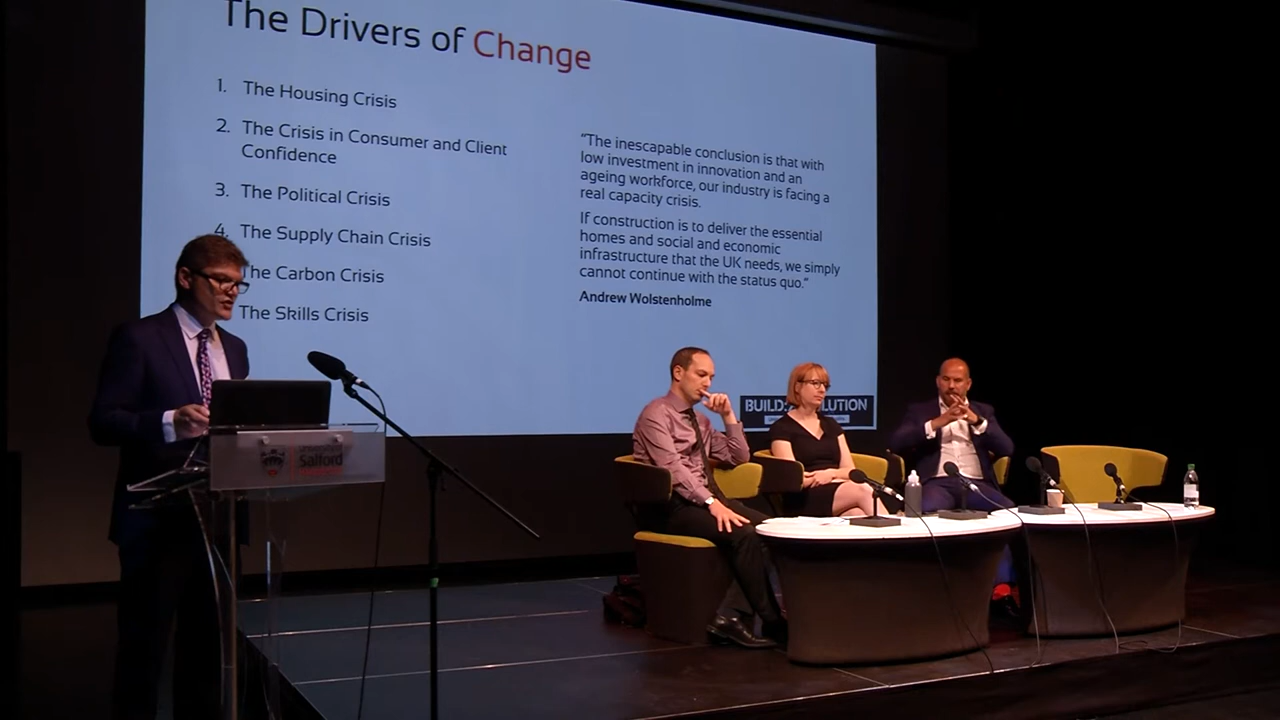 The Drivers of Change
1. The Housing Crisis
2. The Crisis in Consumer and Client
Confidence
3. The Political Crisis
4. The Supply Chain Crisis
The Carbon Crisis
The Skills Crisis
"The inescapable conclusion is that with
low investment in innovation and an
ageing workforce, our industry is facing a
real capacity crisis.
If construction is to deliver the essential
homes and social and economic
infrastructure that the UK needs, we simply
cannot continue with the status quo."
Andrew Wolstenholme
BUILD: LUTION
Salford